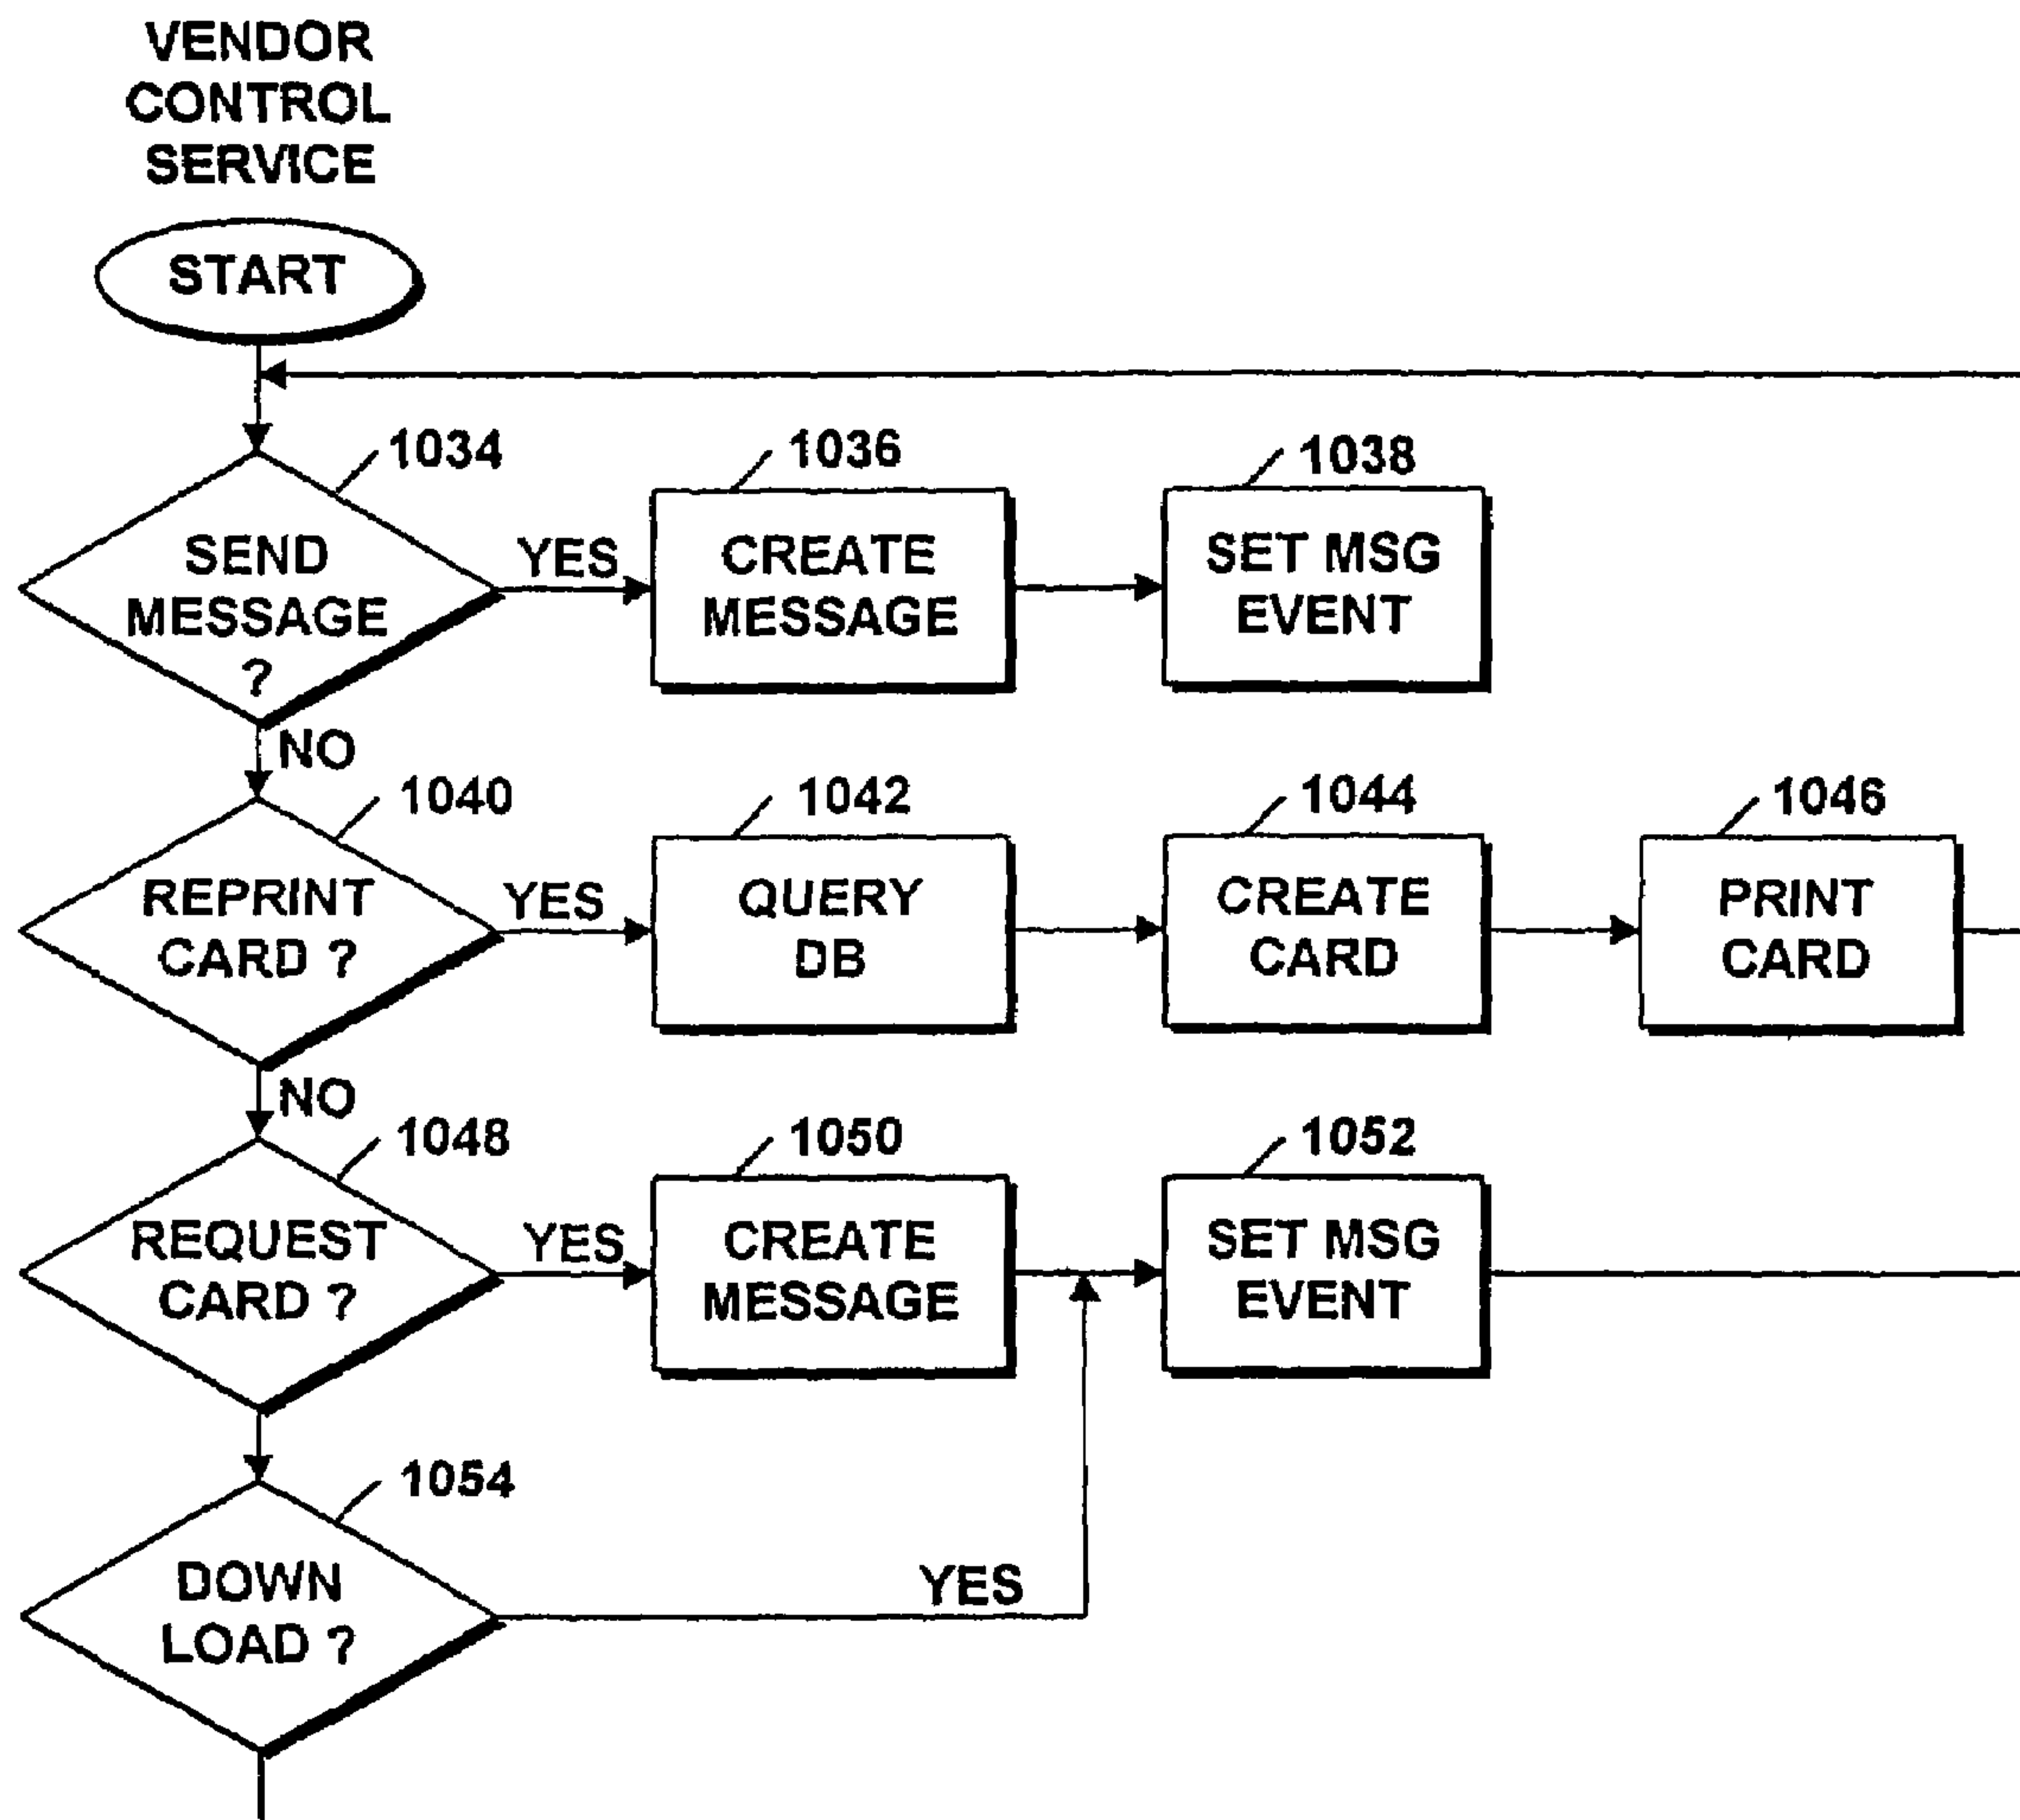 VENDOR
CONTROL
SERVICE
START
1034
1036
1038
SEND
MESSAGE
?
YES
CREATE
MESSAGE
SET MSG
EVENT
NO
1040
1042
1044
1046
REPRINT
CARD ?
YES
QUERY
DB
CREATE
CARD
PRINT
CARD
NO
1048
1050
1052
REQUEST
CARD ?
YES
CREATE
MESSAGE
SET MSG
EVENT
1054
DOWN
LOAD ?
YES